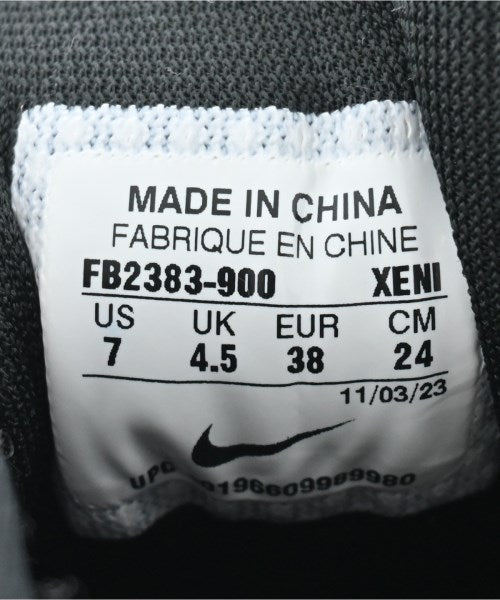 MADE IN CHINA
FABRIQUE EN CHINE
FB2383-900 XENI
US UK EUR CM
7 4.5 38 24
11/03/23